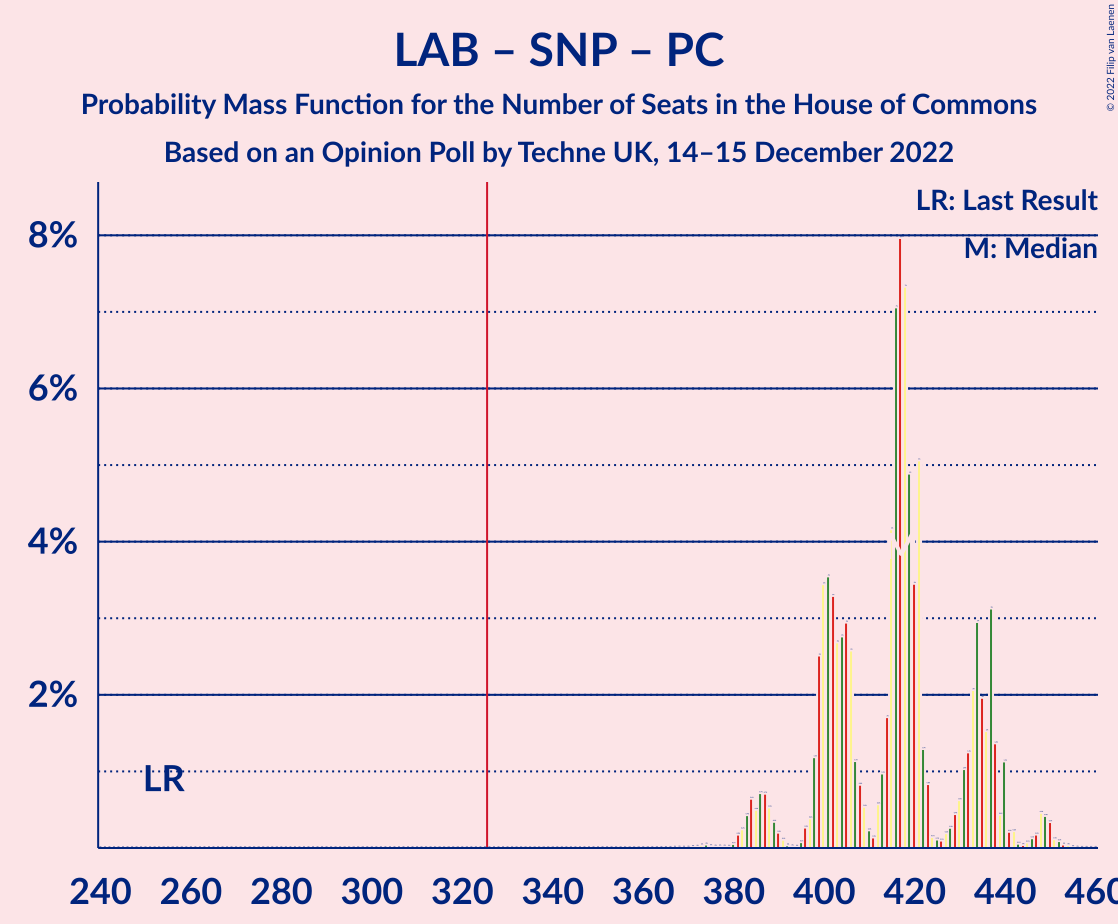 LAB – SNP – PC
Probability Mass Function for the Number of Seats in the House of Commons
Based on an Opinion Poll by Techne UK, 14–15 December 2022
© 2022 Filip van Laenen
LR: Last Result
M: Median
8%
6%
4%
2%
LR
240 260 280 300 320 340 360 380 400 420 440 460